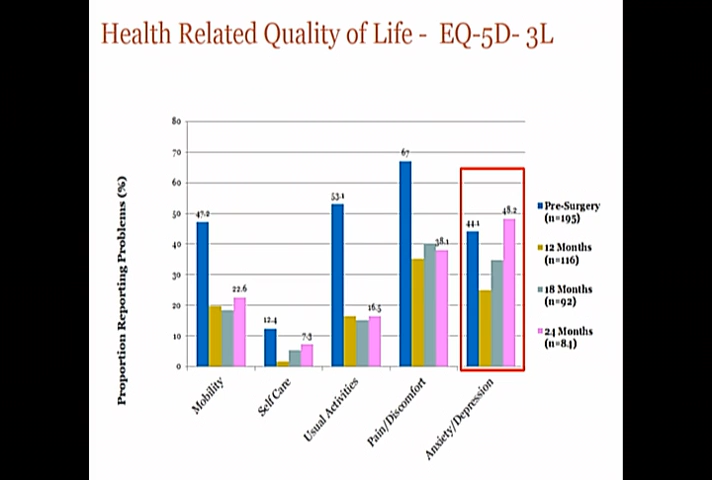 Health Related Quality of Life - EQ-5D- 3L
Proportion Reporting Problems (%)
80
70
60
50
40
30
20
10
0
47.2
22.6
12.4
7.3
53.1
16.5
67
38.1
44.1
48.2
Mobility
Self Care
Usual Activities
Pain/Discomfort
Anxiety/Depression
Pre-Surgery
(n=195)
12 Months
(n=116)
18 Months
(n=92)
24 Months
(n=84)